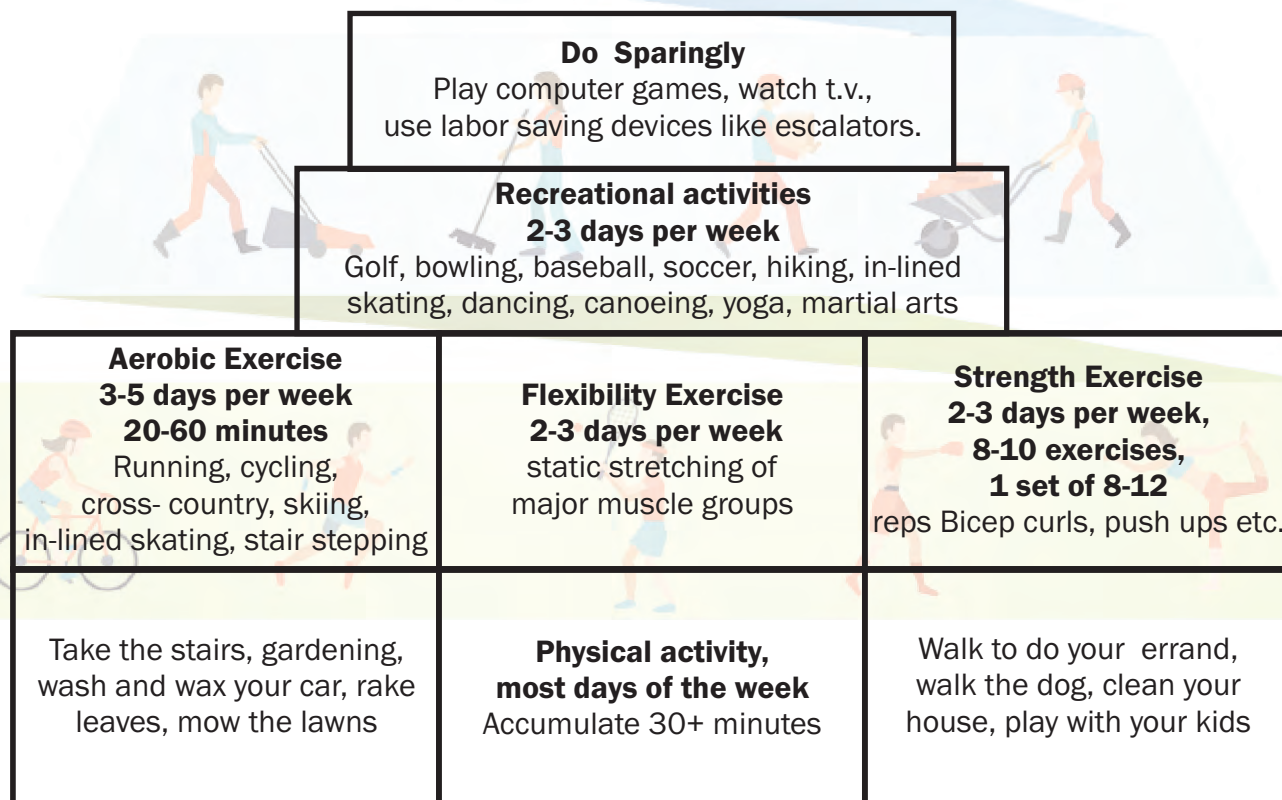 Do Sparingly
Play computer games, watch t.v.,
use labor saving devices like escalators.
Recreational activities
2-3 days per week
Golf, bowling, baseball, soccer, hiking, in-lined
skating, dancing, canoeing, yoga, martial arts
Aerobic Exercise
3-5 days per week
20-60 minutes
Running, cycling,
cross- country, skiing,
in-lined skating, stair stepping
Flexibility Exercise
2-3 days per week
static stretching of
major muscle groups
Strength Exercise
2-3 days per week,
8-10 exercises,
1 set of 8-12
reps Bicep curls, push ups etc.
Take the stairs, gardening,
wash and wax your car, rake
leaves, mow the lawns
Physical activity,
most days of the week
Accumulate 30+ minutes
Walk to do your errand,
walk the dog, clean your
house, play with your kids